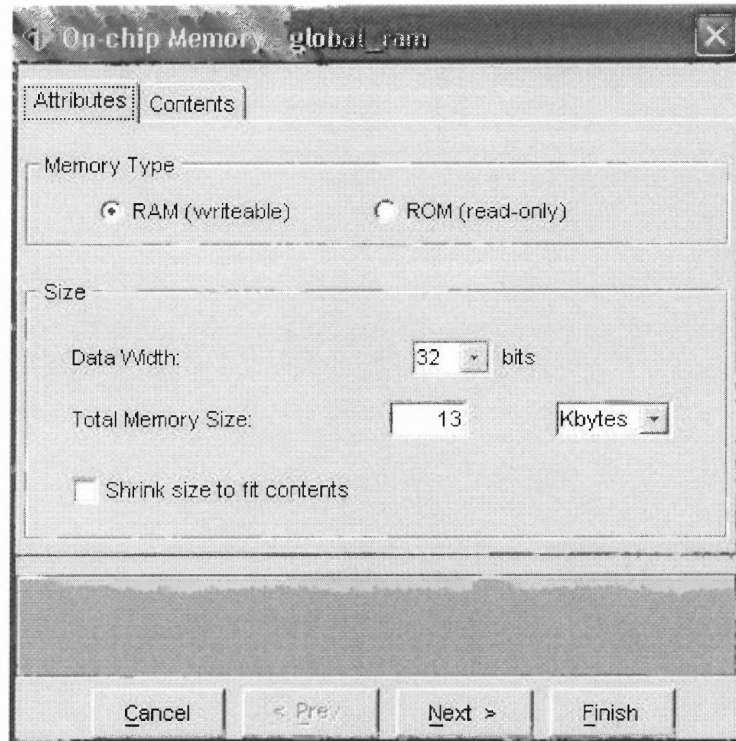 On-chip Memory - global_ram
Attributes Contents
Memory Type
RAM (writeable) ROM (read-only)
Size
Data Width: 32 bits
Total Memory Size: 13 Kbytes
Shrink size to fit contents
Cancel < Prev Next > Finish